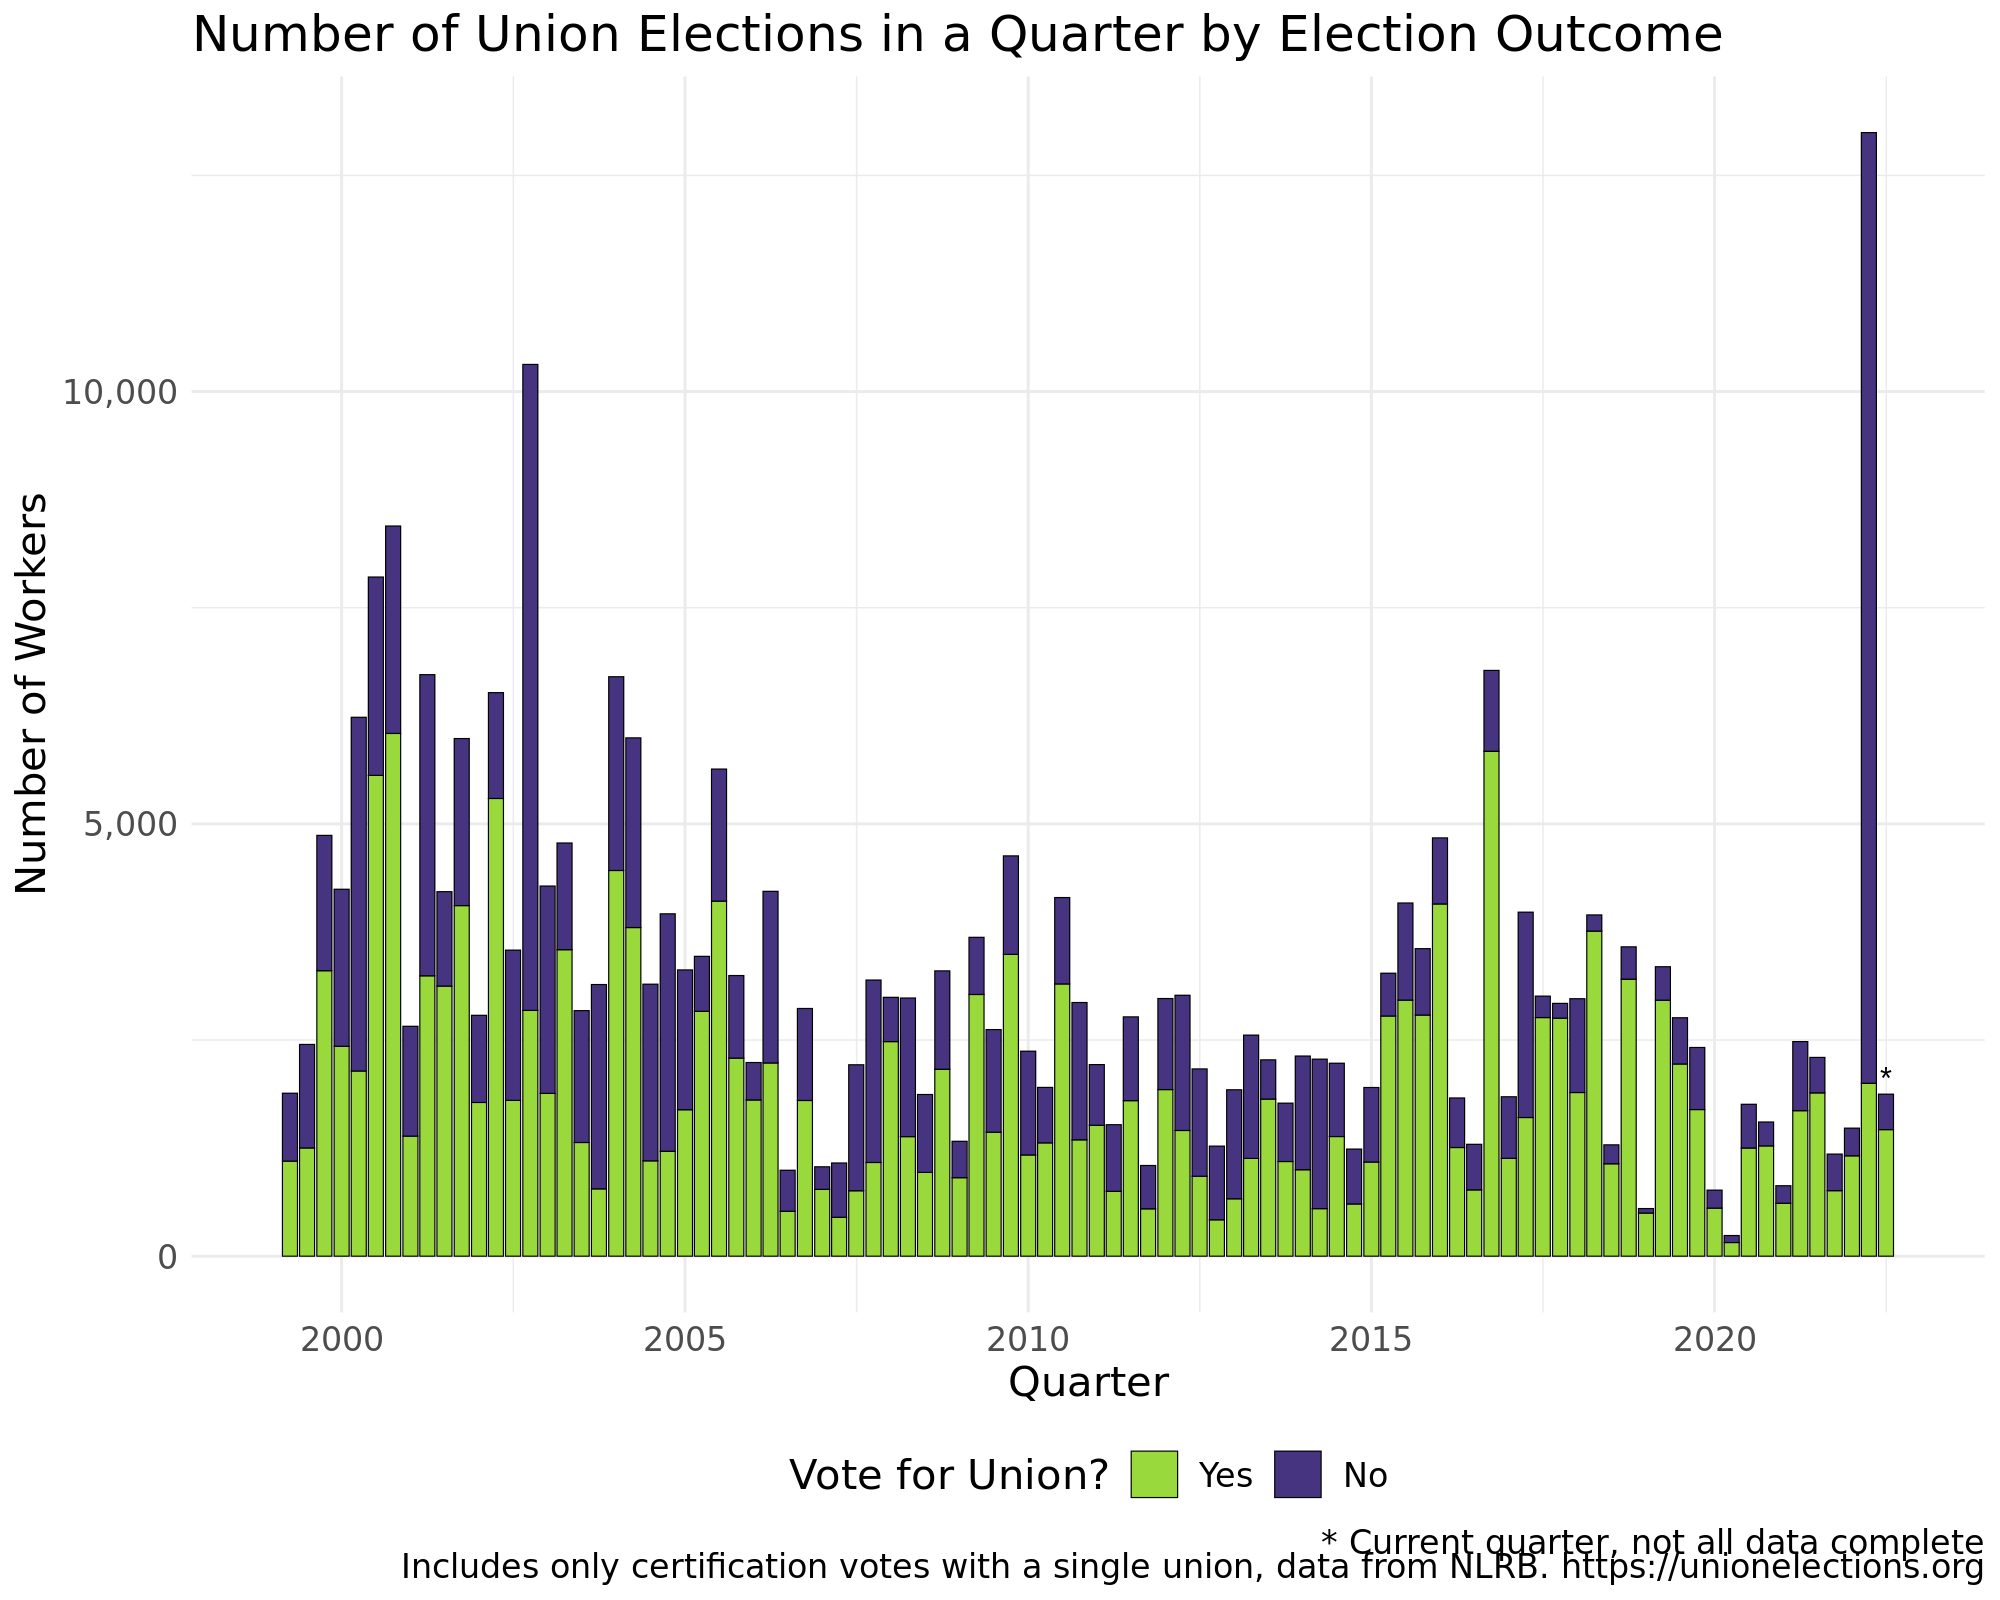 Number of Union Elections in a Quarter by Election Outcome
Number of Workers
10,000
5,000
0
*
2000 2005 2010 2015 2020
Quarter
Vote for Union? Yes No
* Current quarter, not all data complete
Includes only certification votes with a single union, data from NLRB. https://unionelections.org